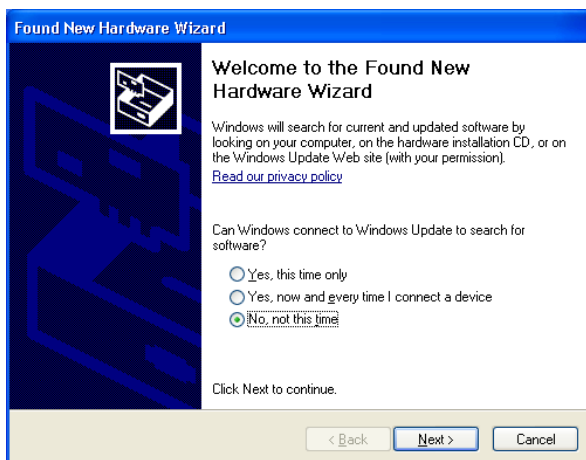 Found New Hardware Wizard
Welcome to the Found New
Hardware Wizard
Windows will search for current and updated software by
looking on your computer, on the hardware installation CD, or on
the Windows Update Web site (with your permission).
Read our privacy policy
Can Windows connect to Windows Update to search for
software?
Yes, this time only
Yes, now and every time I connect a device
No, not this time
Click Next to continue.
< Back Next > Cancel